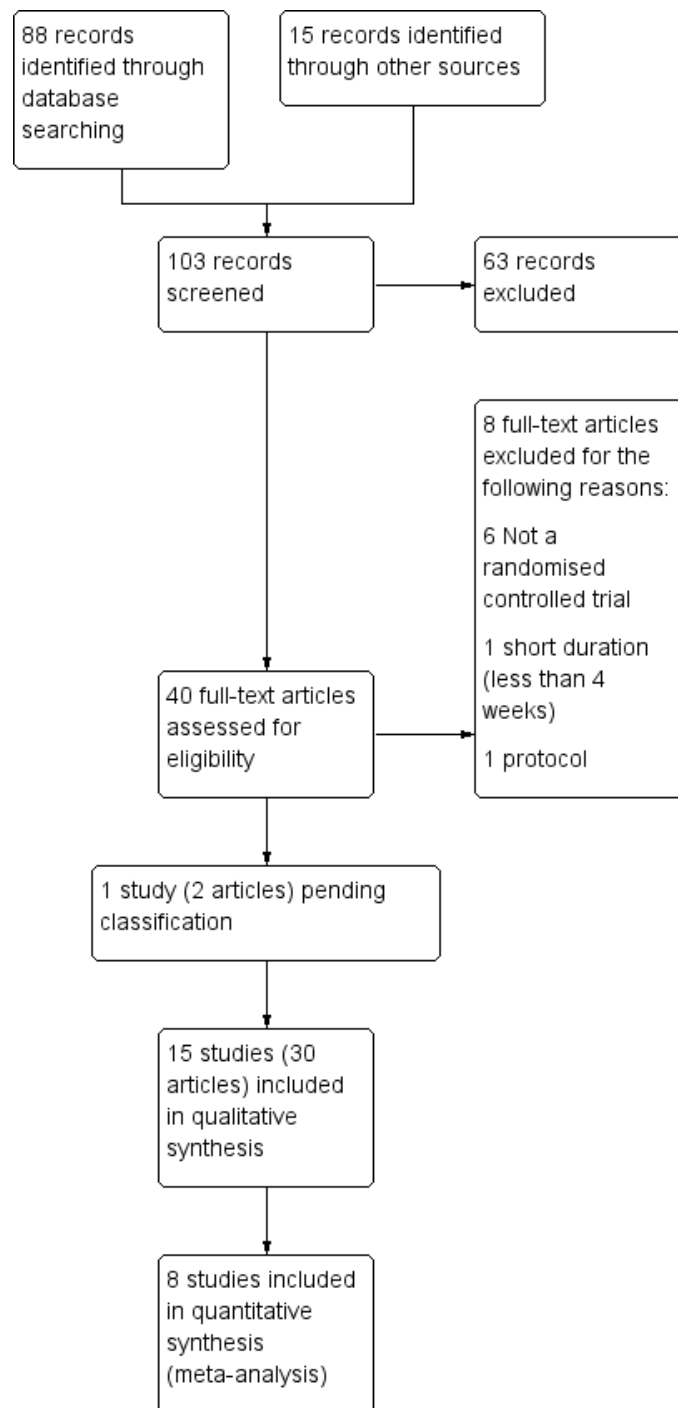 88 records
identified through
database
searching
15 records identified
through other sources
103 records
screened
63 records
excluded
8 full-text articles
excluded for the
following reasons:
6 Not a
randomised
controlled trial
1 short duration
(less than 4
weeks)
1 protocol
40 full-text articles
assessed for
eligibility
1 study (2 articles) pending
classification
15 studies (30
articles) included
in qualitative
synthesis
8 studies included
in quantitative
synthesis
(meta-analysis)